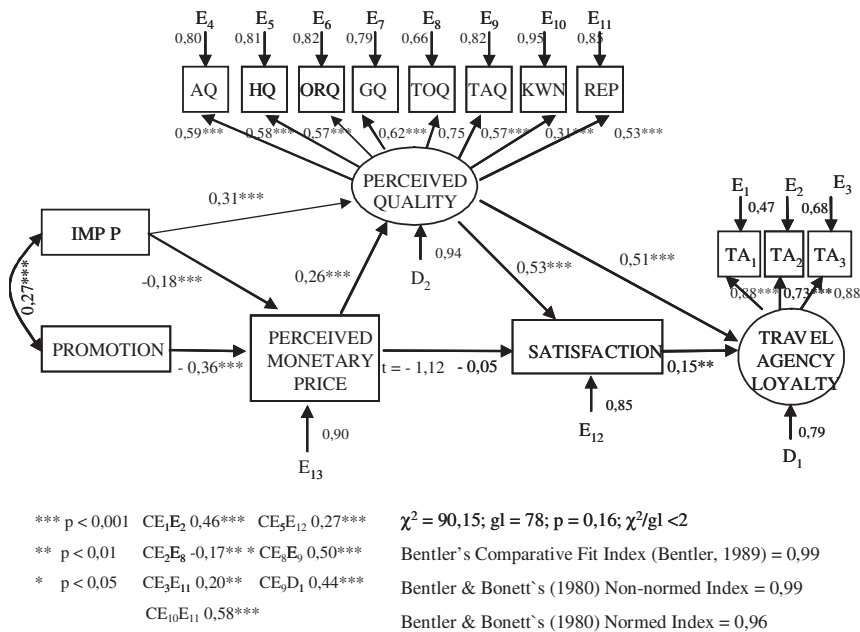 E4 E5 E6 E7 E8 E9 E10 E11
0,80 0,81 0,82 0,79 0,66 0,82 0,95 0,85
AQ HQ ORQ GQ TOQ TAQ KWN REP
0,59*** 0,58*** 0,57*** 0,62*** 0,75 0,57*** 0,31*** 0,53***
PERCEIVED
QUALITY
E1 E2 E3
0,47 0,68
TA1 TA2 TA3
0,88*** 0,73*** 0,88
0,31***
IMP P
0,94
D2
-0,18***
0,26***
0,53***
0,51***
0,27***
PROMOTION
- 0,36***
PERCEIVED
MONETARY
PRICE
t = - 1,12 - 0,05
SATISFACTION
0,15**
TRAVEL
AGENCY
LOYALTY
0,90
E13
0,85
E12
0,79
D1
*** p < 0,001 CE1E2 0,46*** CE5E12 0,27***
** p < 0,01 CE2E8 -0,17** * CE8E9 0,50***
* p < 0,05 CE3E11 0,20** CE9D1 0,44***
CE10E11 0,58***
χ² = 90,15; gl = 78; p = 0,16; χ²/gl <2
Bentler's Comparative Fit Index (Bentler, 1989) = 0,99
Bentler & Bonett`s (1980) Non-normed Index = 0,99
Bentler & Bonett`s (1980) Normed Index = 0,96